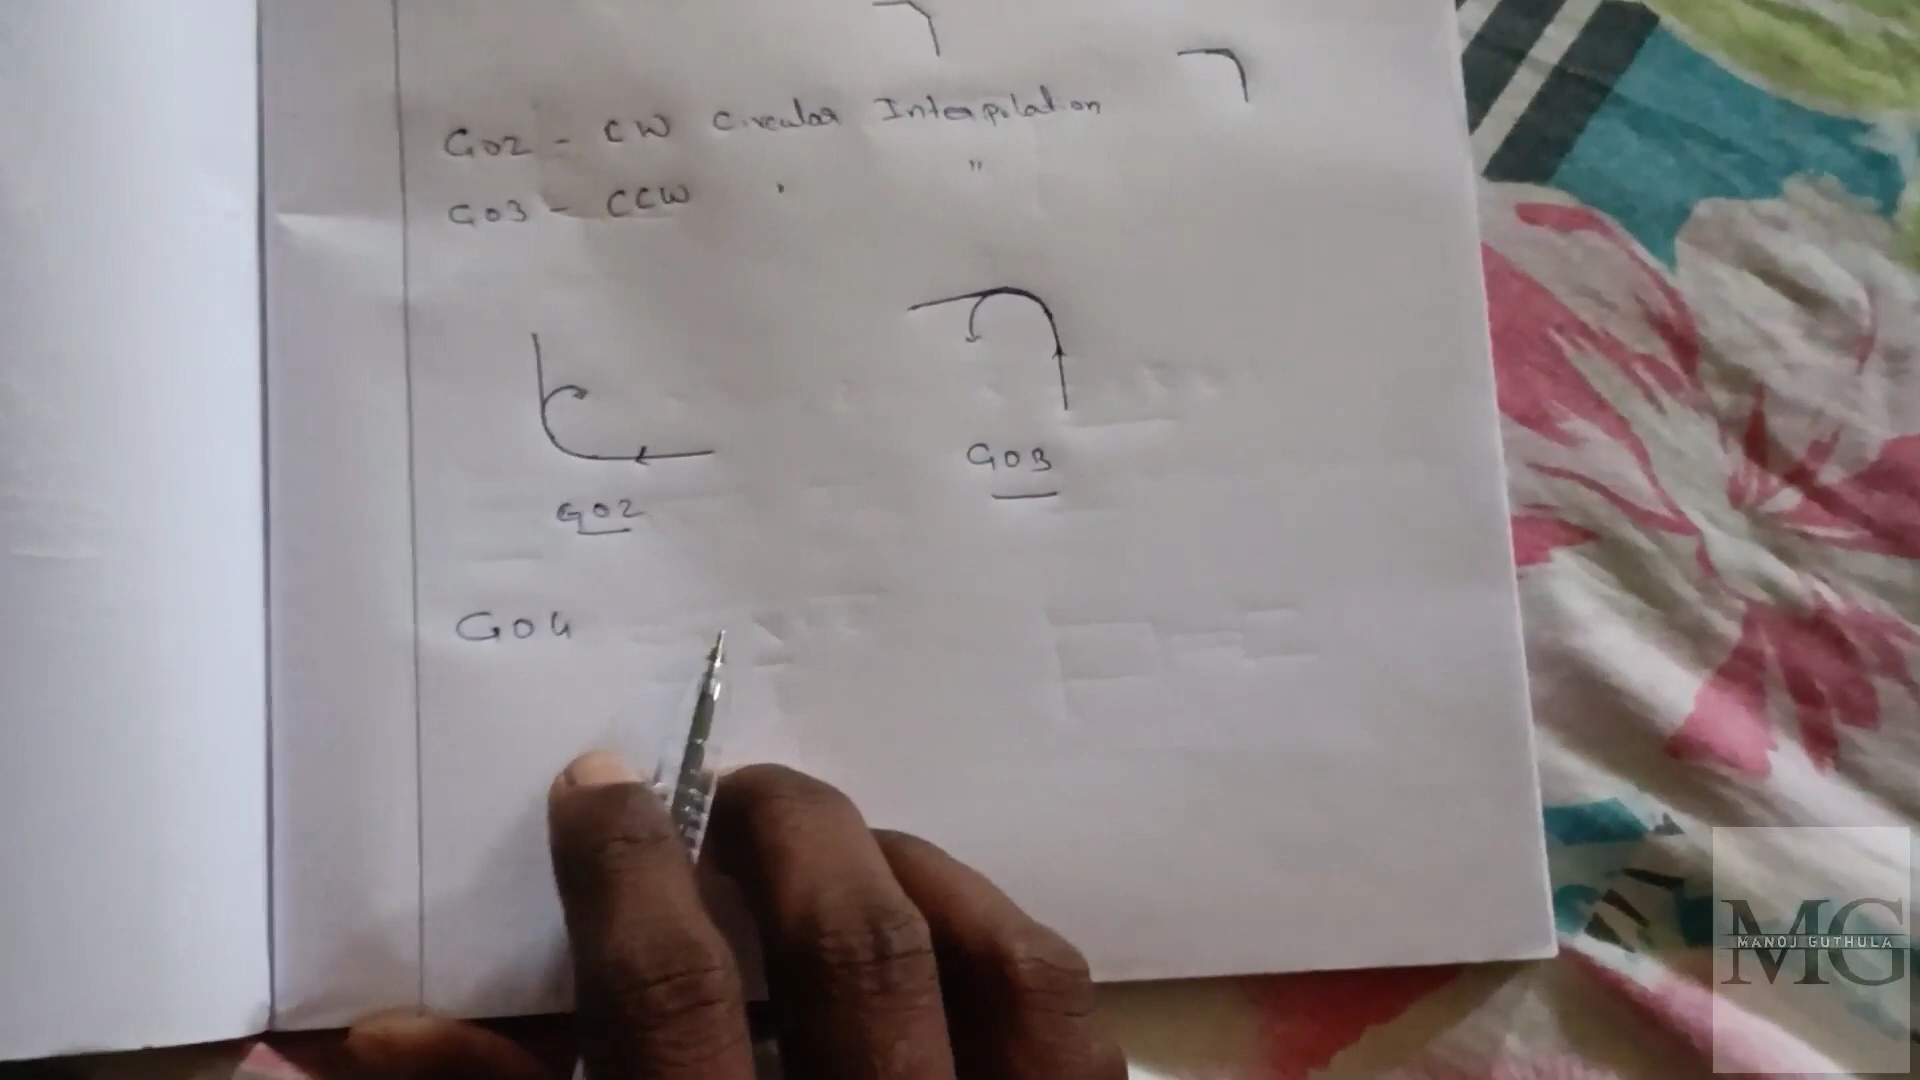 G02 - CW Circular Interpolation
G03 - CCW " "
G02
G03
G04
MG
MANOJ GUTHULA